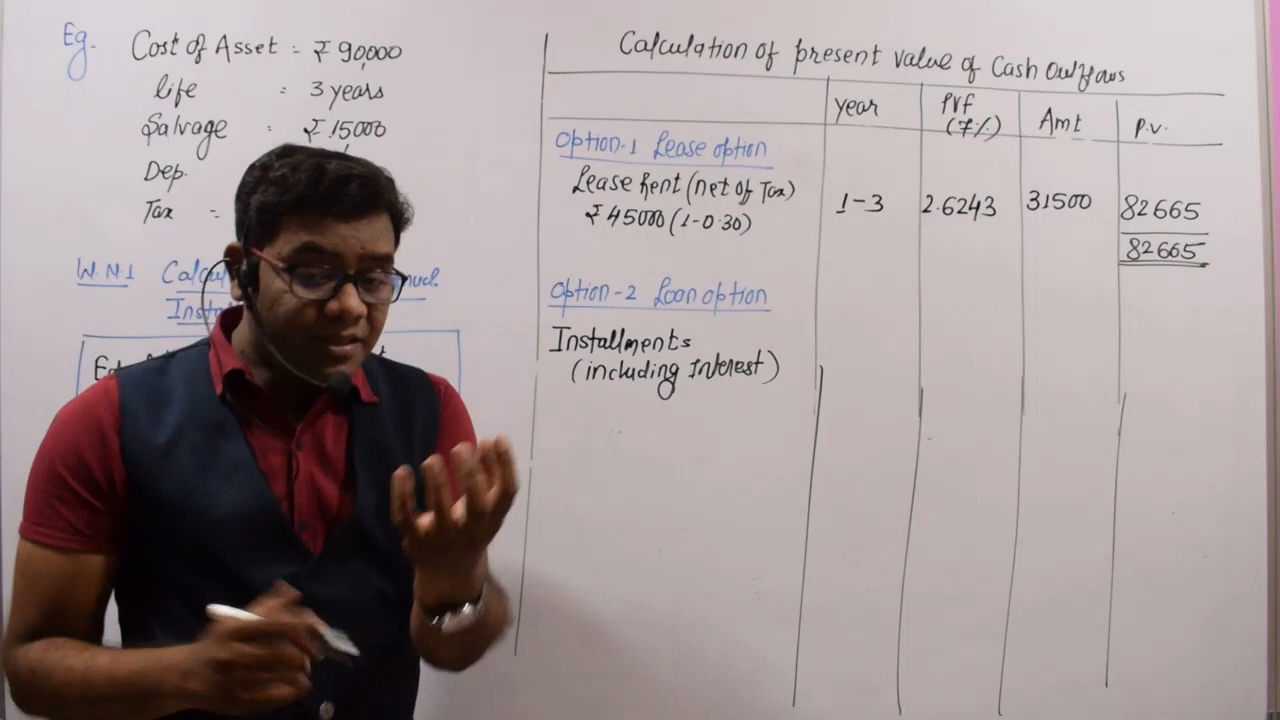 Eg.
Cost of Asset = ₹ 90,000
life = 3 years
Salvage = ₹ 15000
Dep.
Tax =
W.N.1
Calculation of present value of Cash Outflows
year PVF (7%) Amt P.V.
Option-1 Lease option
Lease Rent (net of Tax)
₹ 45000 (1-0.30) 1-3 2.6243 31500 82665
82665
Option-2 Loan option
Installments
(including Interest)